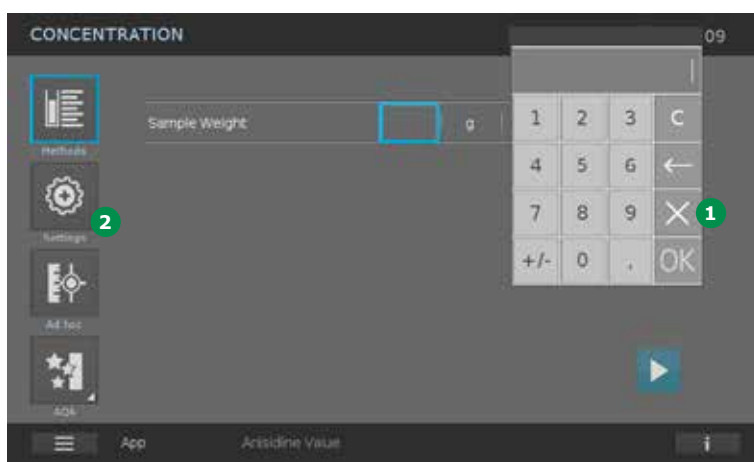 CONCENTRATION
09
Sample Weight
g
1 2 3 C
4 5 6 ←
7 8 9 X
+/- 0 , OK
1
Methods
2
Settings
Ad hoc
AQA
App
Anisidine Value
i